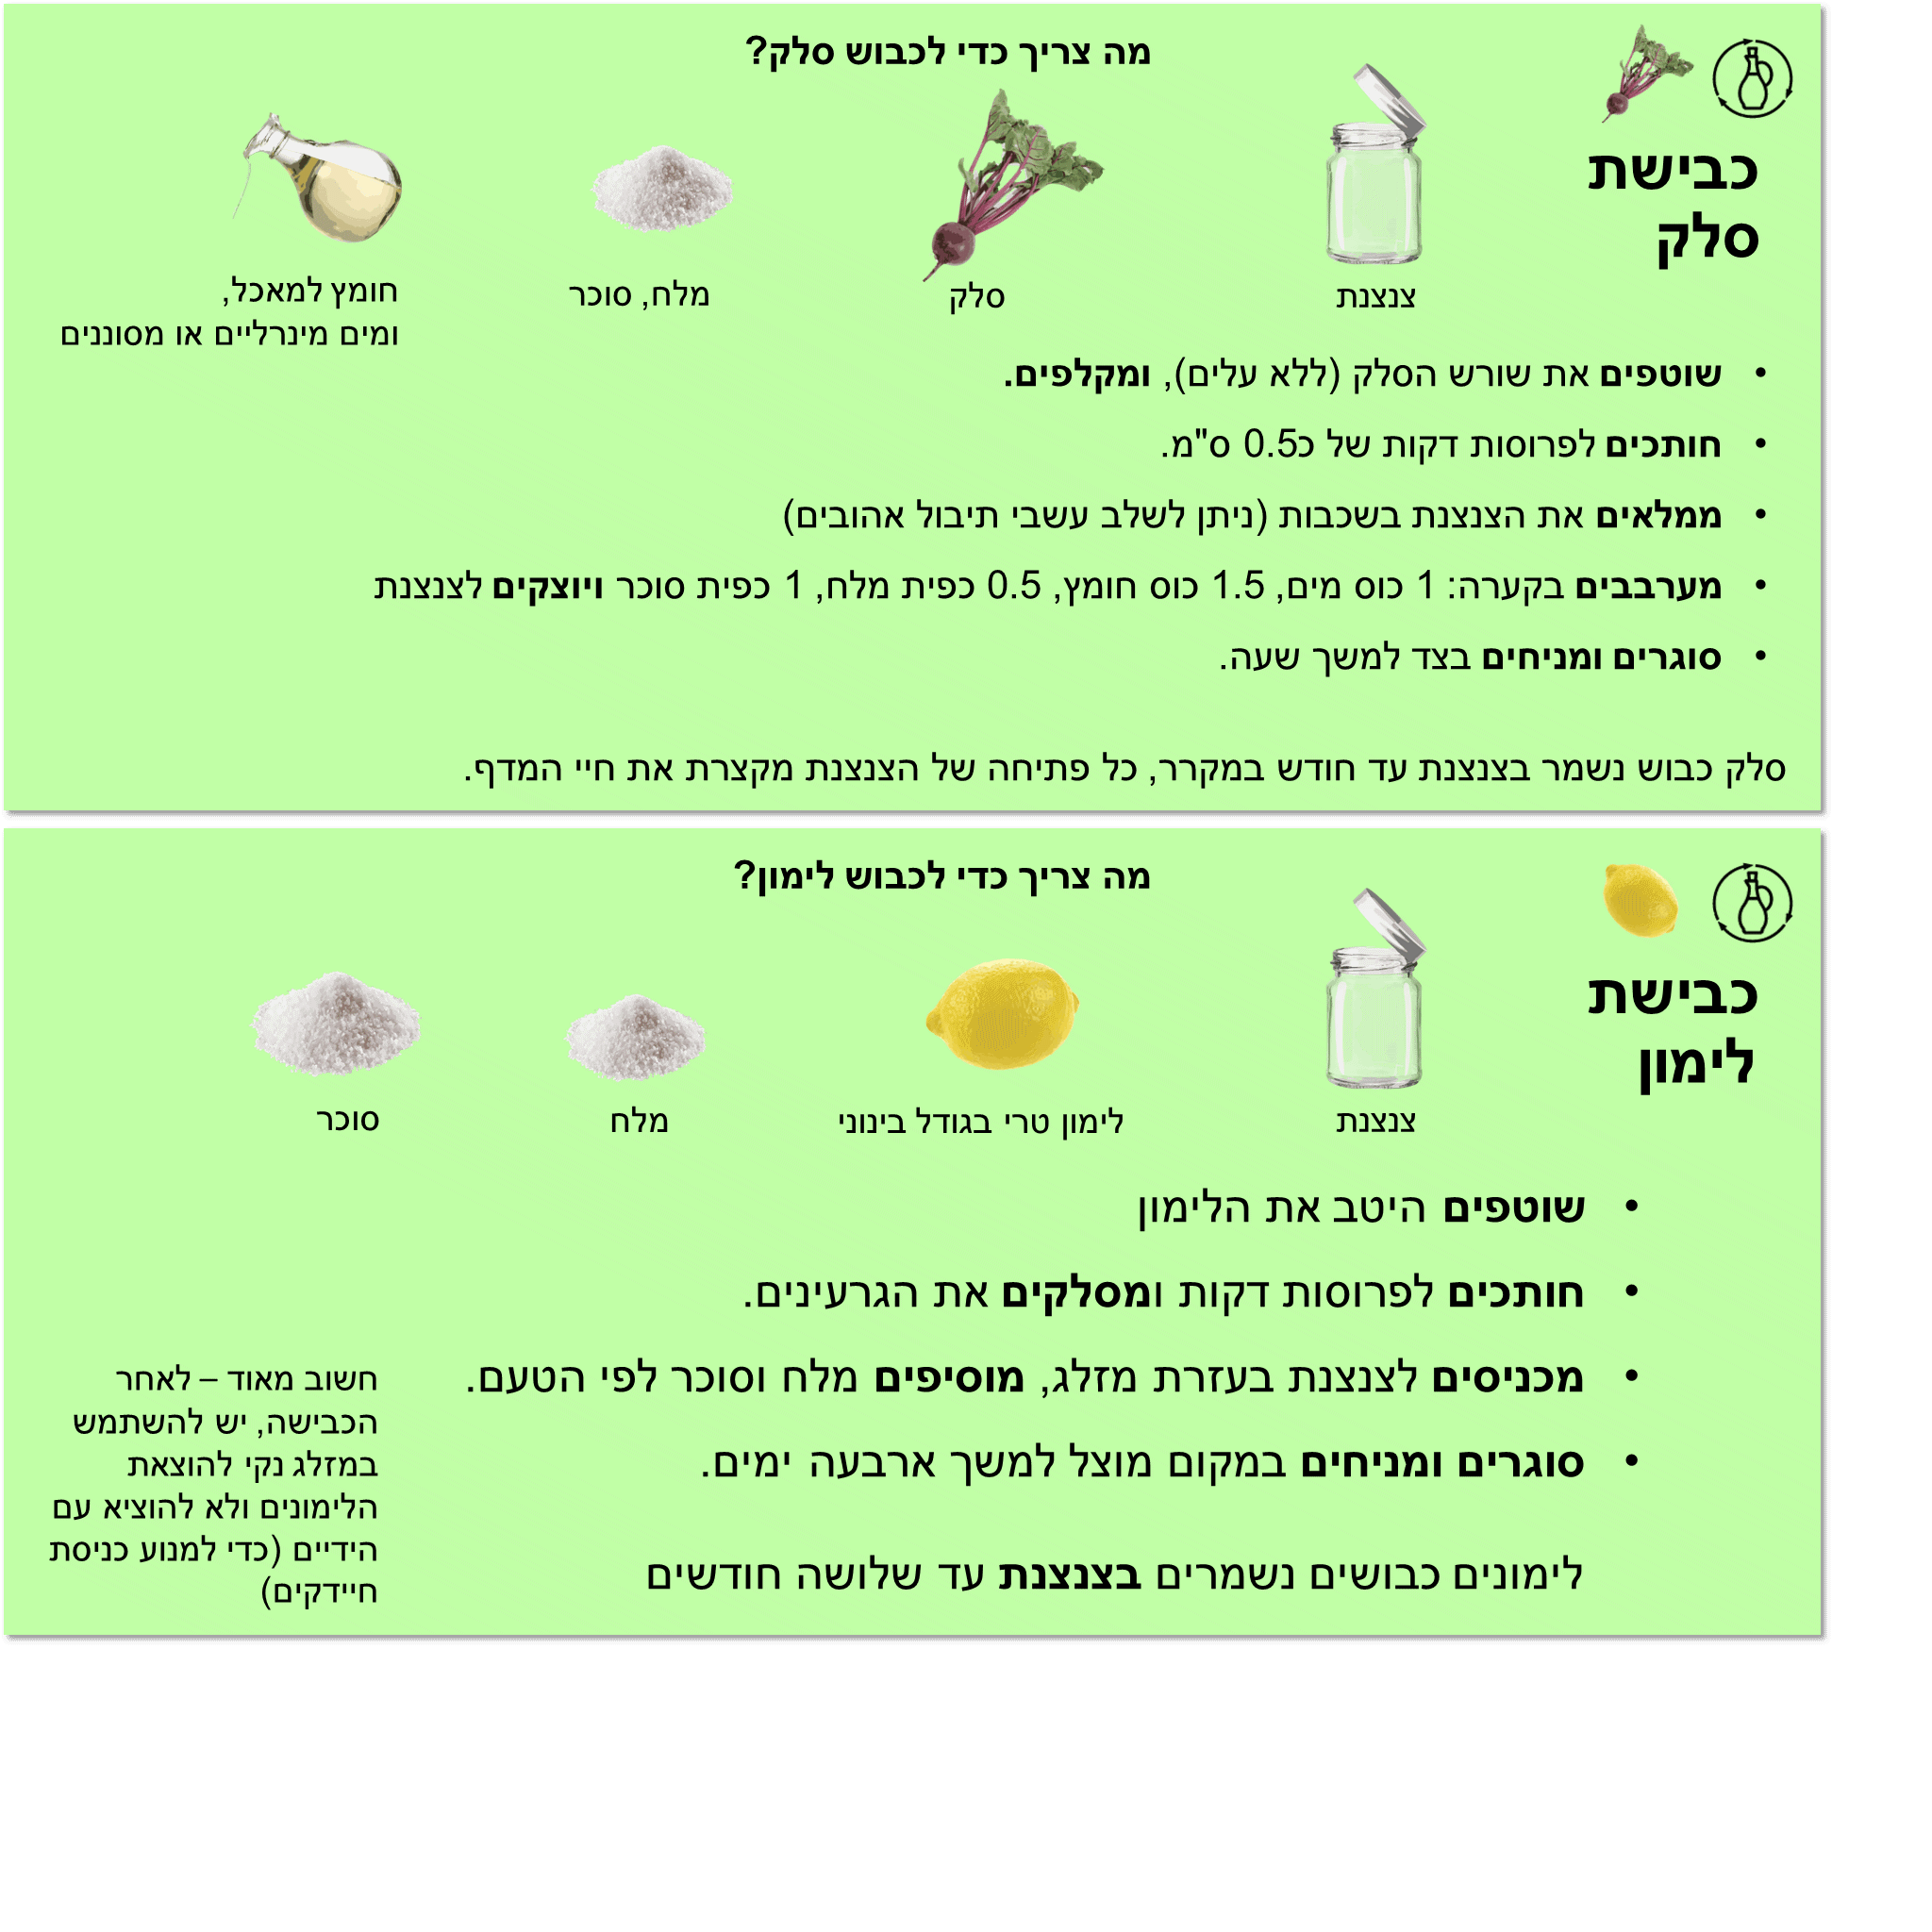 מה צריך כדי לכבוש סלק?
כבישת
סלק
צנצנת
סלק
מלח, סוכר
חומץ למאכל,
ומים מינרליים או מסוננים
• שוטפים את שורש הסלק (ללא עלים), ומקלפים.
• חותכים לפרוסות דקות של כ0.5 ס"מ.
• ממלאים את הצנצנת בשכבות (ניתן לשלב עשבי תיבול אהובים)
• מערבבים בקערה: 1 כוס מים, 1.5 כוס חומץ, 0.5 כפית מלח, 1 כפית סוכר ויוצקים לצנצנת
• סוגרים ומניחים בצד למשך שעה.
סלק כבוש נשמר בצנצנת עד חודש במקרר, כל פתיחה של הצנצנת מקצרת את חיי המדף.
מה צריך כדי לכבוש לימון?
כבישת
לימון
צנצנת
לימון טרי בגודל בינוני
מלח
סוכר
• שוטפים היטב את הלימון
• חותכים לפרוסות דקות ומסלקים את הגרעינים.
• מכניסים לצנצנת בעזרת מזלג, מוסיפים מלח וסוכר לפי הטעם.
• סוגרים ומניחים במקום מוצל למשך ארבעה ימים.
לימונים כבושים נשמרים בצנצנת עד שלושה חודשים
חשוב מאוד – לאחר
הכבישה, יש להשתמש
במזלג נקי להוצאת
הלימונים ולא להוציא עם
הידיים (כדי למנוע כניסת
חיידקים)